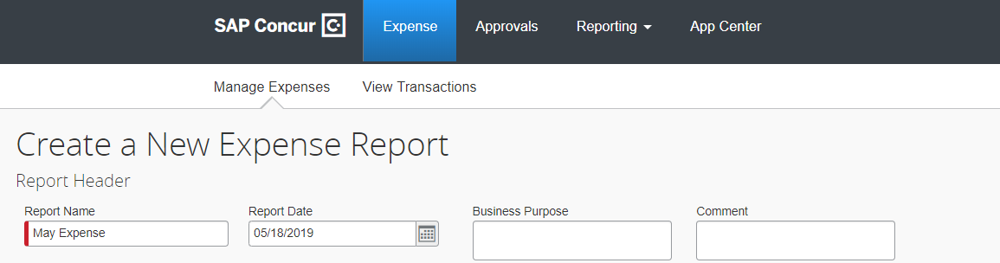 SAP Concur C Expense Approvals Reporting App Center
Manage Expenses View Transactions
Create a New Expense Report
Report Header
Report Name Report Date Business Purpose Comment
May Expense 05/18/2019